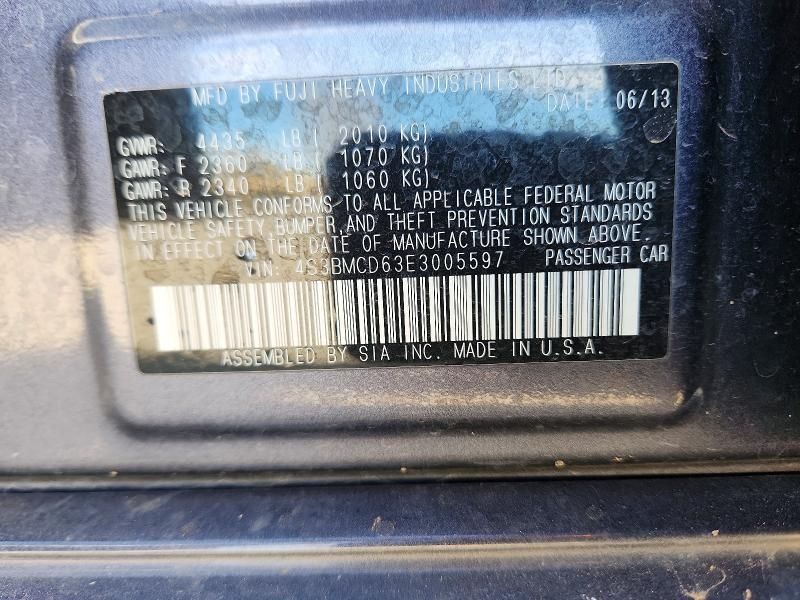 MFD BY FUJI HEAVY INDUSTRIES LTD.
DATE: 06/13
GVWR: 4435 LB ( 2010 KG)
GAWR: F 2360 LB ( 1070 KG)
GAWR: R 2340 LB ( 1060 KG)
THIS VEHICLE CONFORMS TO ALL APPLICABLE FEDERAL MOTOR
VEHICLE SAFETY, BUMPER, AND THEFT PREVENTION STANDARDS
IN EFFECT ON THE DATE OF MANUFACTURE SHOWN ABOVE.
VIN: 4S3BMCD63E3005597 PASSENGER CAR
ASSEMBLED BY SIA INC. MADE IN U.S.A.